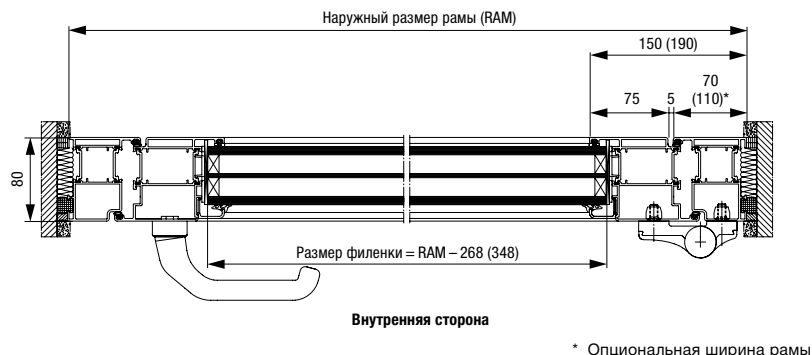 Наружный размер рамы (RAM)
150 (190)
70
75 5 (110)*
80
Размер филенки = RAM – 268 (348)
Внутренняя сторона
* Опциональная ширина рамы